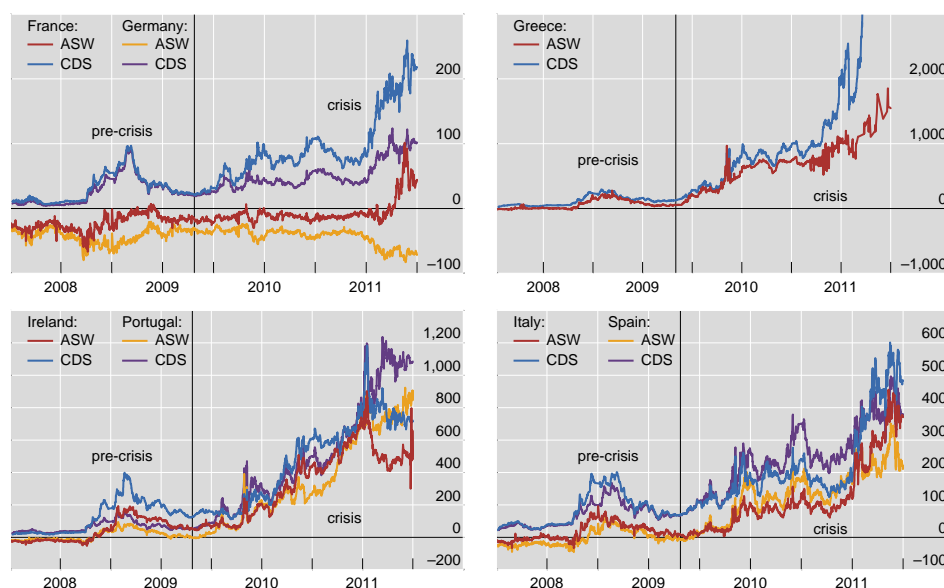 France: Germany:
ASW ASW
CDS CDS
200
crisis
pre-crisis
100
0
–100
2008 2009 2010 2011
Greece:
ASW
CDS
2,000
1,000
pre-crisis
crisis
0
–1,000
2008 2009 2010 2011
Ireland: Portugal:
ASW ASW
CDS CDS
1,200
1,000
800
600
pre-crisis
400
200
crisis
0
–200
2008 2009 2010 2011
Italy: Spain:
ASW ASW
CDS CDS
600
500
400
300
pre-crisis
200
100
crisis
0
–100
2008 2009 2010 2011